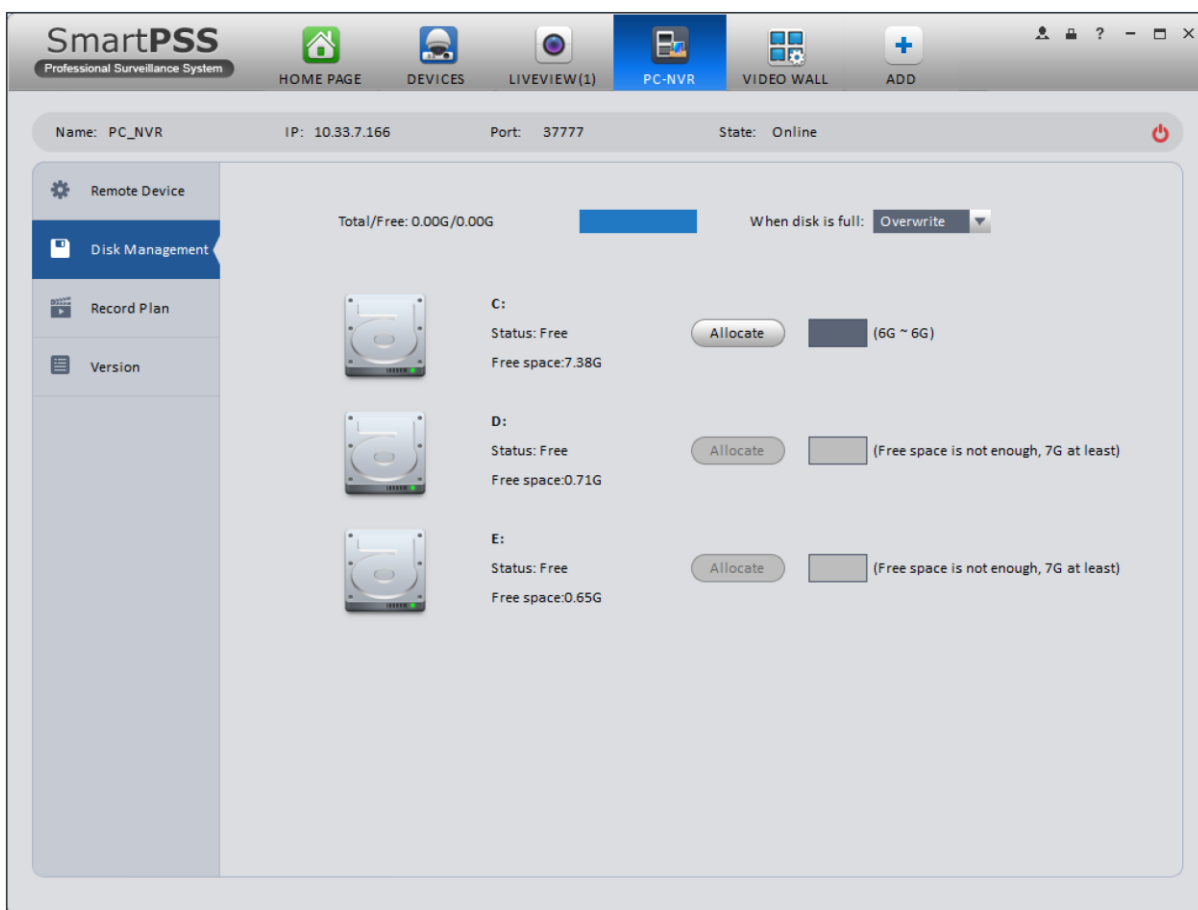 SmartPSS
Professional Surveillance System
HOME PAGE
DEVICES
LIVEVIEW(1)
PC-NVR
VIDEO WALL
ADD
?
Name: PC_NVR
IP: 10.33.7.166
Port: 37777
State: Online
Remote Device
Disk Management
Record Plan
Version
Total/Free: 0.00G/0.00G
When disk is full: Overwrite
C:
Status: Free
Allocate
(6G ~ 6G)
Free space:7.38G
D:
Status: Free
Allocate
(Free space is not enough, 7G at least)
Free space:0.71G
E:
Status: Free
Allocate
(Free space is not enough, 7G at least)
Free space:0.65G